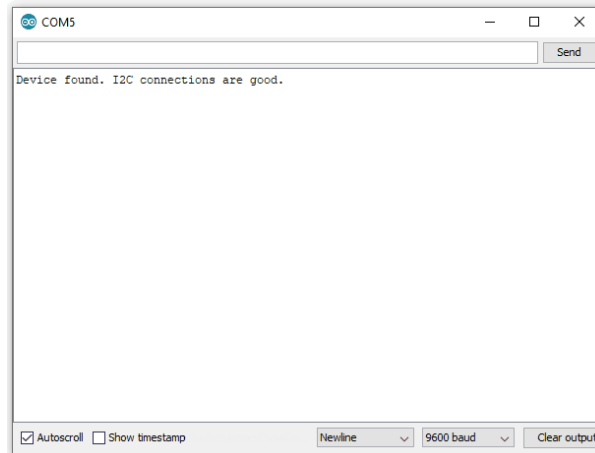 COM5
Send
Device found. I2C connections are good.
Autoscroll Show timestamp Newline 9600 baud Clear output